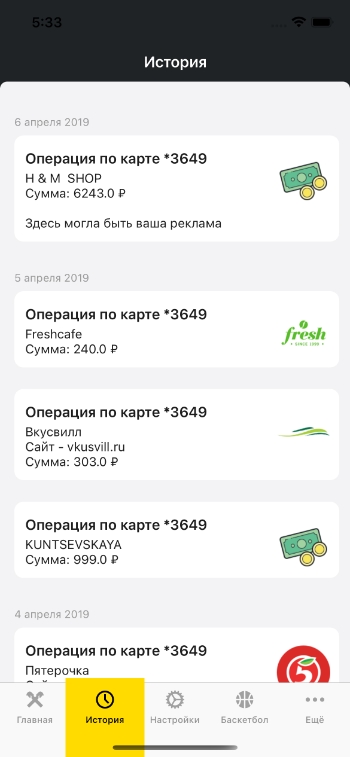 5:33
История
6 апреля 2019
Операция по карте *3649
H & M SHOP
Сумма: 6243.0 ₽
Здесь могла быть ваша реклама
5 апреля 2019
Операция по карте *3649
Freshcafe
Сумма: 240.0 ₽
fresh
SINCE 1998
Операция по карте *3649
Вкусвилл
Сайт - vkusvill.ru
Сумма: 303.0 ₽
Операция по карте *3649
KUNTSEVSKAYA
Сумма: 999.0 ₽
4 апреля 2019
Операция по карте *3649
Пятерочка
5
Главная
История
Настройки
Баскетбол
Ещё